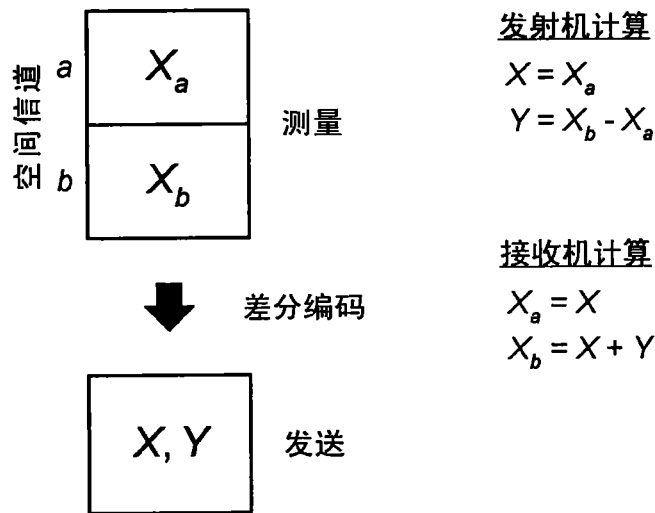 空间信道
a
X_a
测量
b
X_b
差分编码
X, Y
发送
发射机计算
X = X_a
Y = X_b - X_a
接收机计算
X_a = X
X_b = X + Y